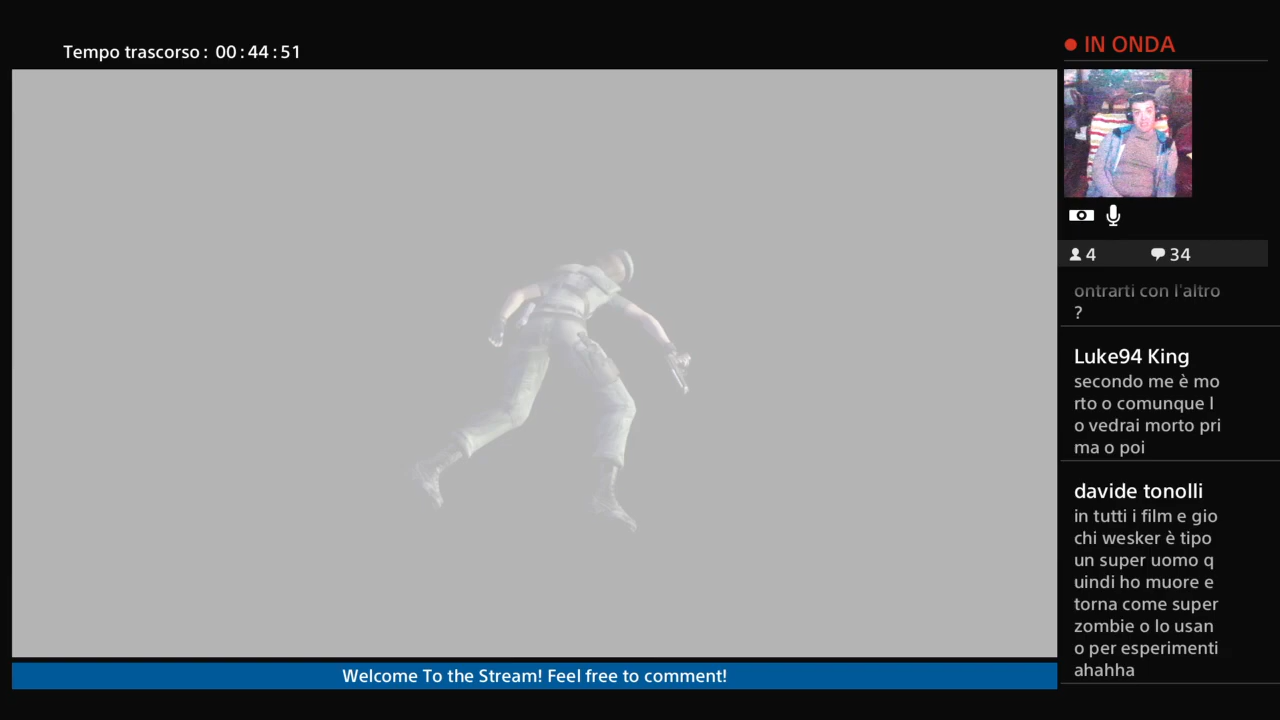 Tempo trascorso : 00 : 44 : 51
IN ONDA
4
34
ontrarti con l'altro
?
Luke94 King
secondo me è mo
rto o comunque l
o vedrai morto pri
ma o poi
davide tonolli
in tutti i film e gio
chi wesker è tipo
un super uomo q
uindi ho muore e
torna come super
zombie o lo usan
o per esperimenti
ahahha
Welcome To the Stream! Feel free to comment!